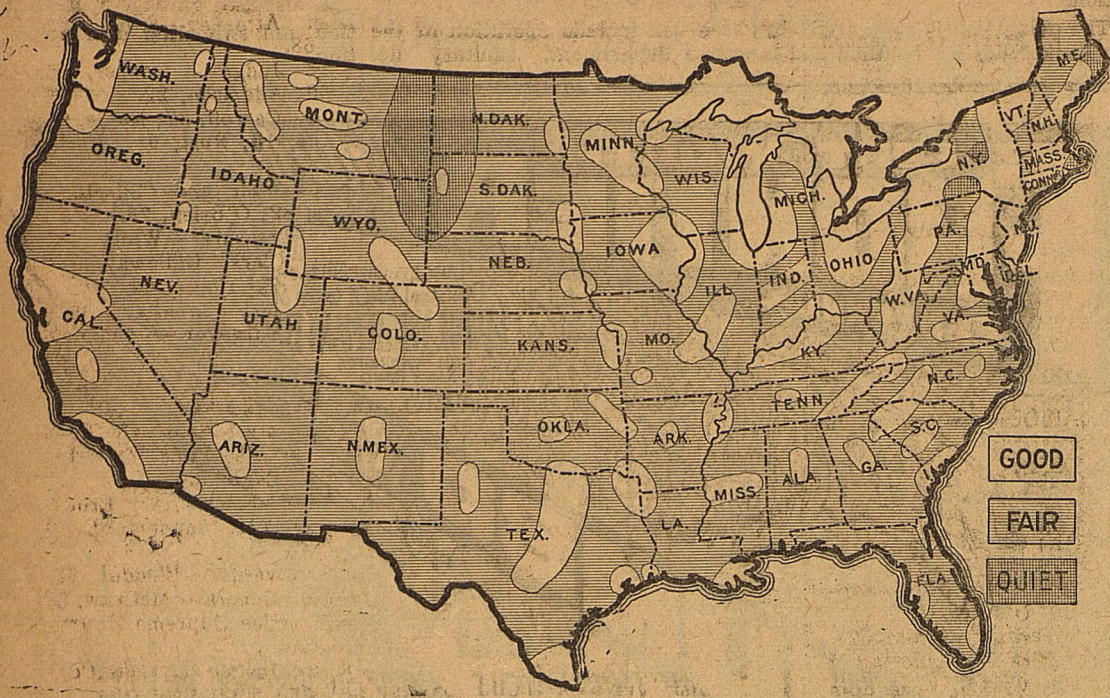 WASH.
OREG.
IDAHO
MONT.
N.DAK.
S.DAK.
MINN.
WIS.
MICH.
N.Y.
VT.
N.H.
ME.
MASS.
CONN.
WYO.
NEV.
CAL.
UTAH
COLO.
NEB.
KANS.
IOWA
MO.
ILL.
IND.
OHIO
PA.
N.J.
MD.
DEL.
W.VA.
VA.
KY.
TENN.
N.C.
S.C.
GA.
ALA.
MISS.
ARK.
LA.
OKLA.
TEX.
N.MEX.
ARIZ.
FLA.
GOOD
FAIR
QUIET